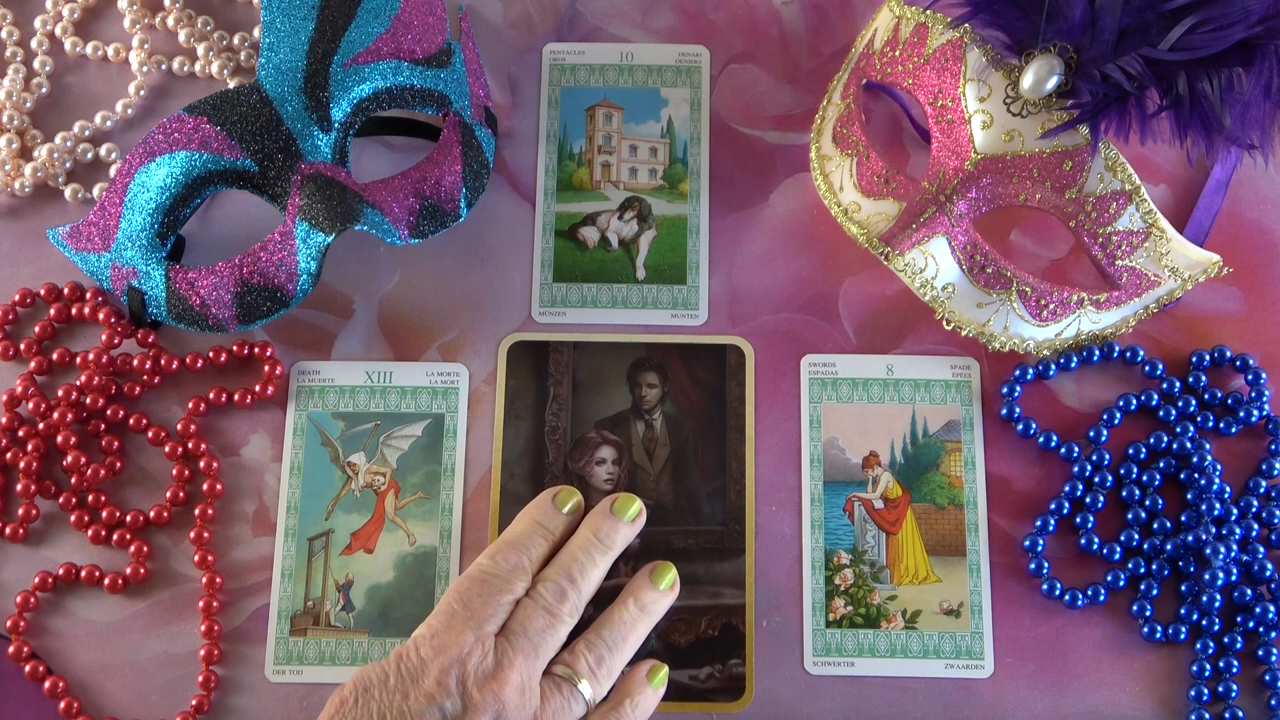 PENTACLES 10 DENARI
OROS DENIERS
MÜNZEN MUNTEN
DEATH XIII LA MORTE
LA MUERTE LA MORT
DER TOD
SWORDS 8 SPADE
ESPADAS ÉPÉES
SCHWERTER ZWAARDEN